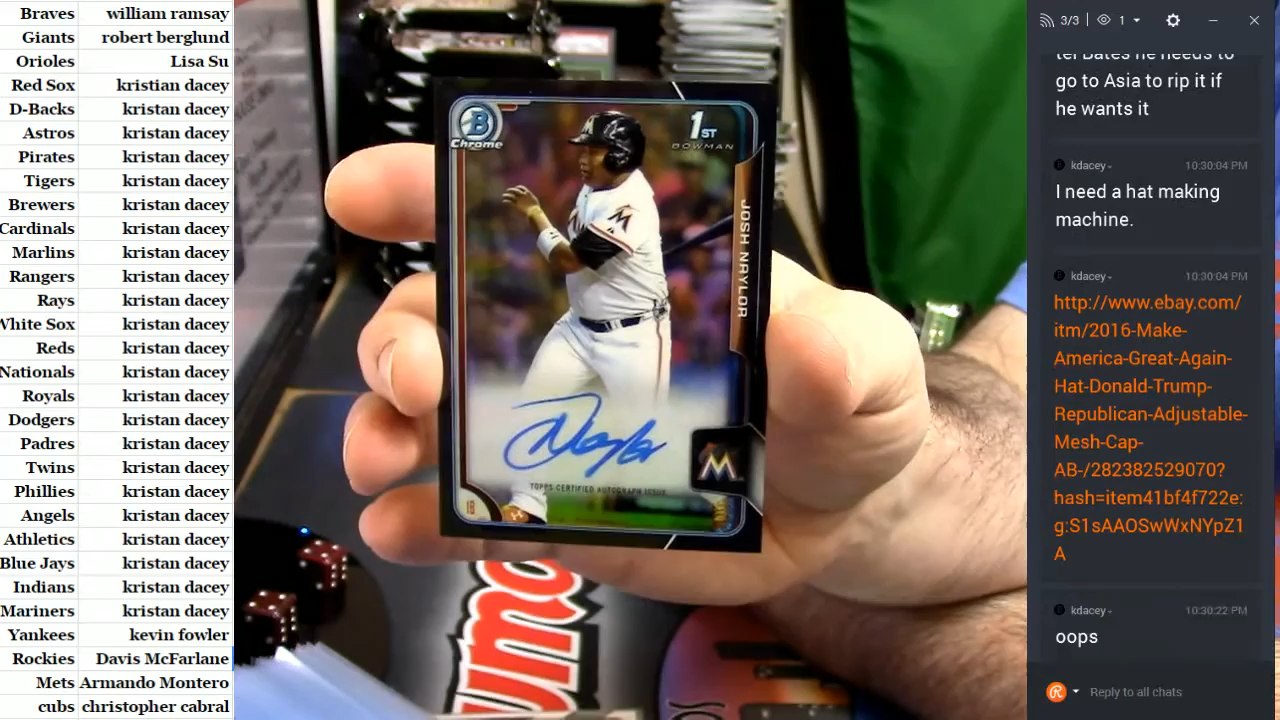 Braves william ramsay
Giants robert berglund
Orioles Lisa Su
Red Sox kristian dacey
D-Backs kristan dacey
Astros kristan dacey
Pirates kristan dacey
Tigers kristan dacey
Brewers kristan dacey
Cardinals kristan dacey
Marlins kristan dacey
Rangers kristan dacey
Rays kristan dacey
White Sox kristan dacey
Reds kristan dacey
Nationals kristan dacey
Royals kristan dacey
Dodgers kristan dacey
Padres kristan dacey
Twins kristan dacey
Phillies kristan dacey
Angels kristan dacey
Athletics kristan dacey
Blue Jays kristan dacey
Indians kristan dacey
Mariners kristan dacey
Yankees kevin fowler
Rockies Davis McFarlane
Mets Armando Montero
cubs christopher cabral
B
Chrome
1ST
BOWMAN
JOSH NAYLOR
M
TOPPS CERTIFIED AUTOGRAPH ISSUE
1B
3/3 1
Bates he needs to
go to Asia to rip it if
he wants it
kdacey 10:30:04 PM
I need a hat making
machine.
kdacey 10:30:04 PM
http://www.ebay.com/
itm/2016-Make-
America-Great-Again-
Hat-Donald-Trump-
Republican-Adjustable-
Mesh-Cap-
AB-/282382529070?
hash=item41bf4f722e:
g:S1sAAOSwWxNYpZ1
A
kdacey 10:30:22 PM
oops
Reply to all chats